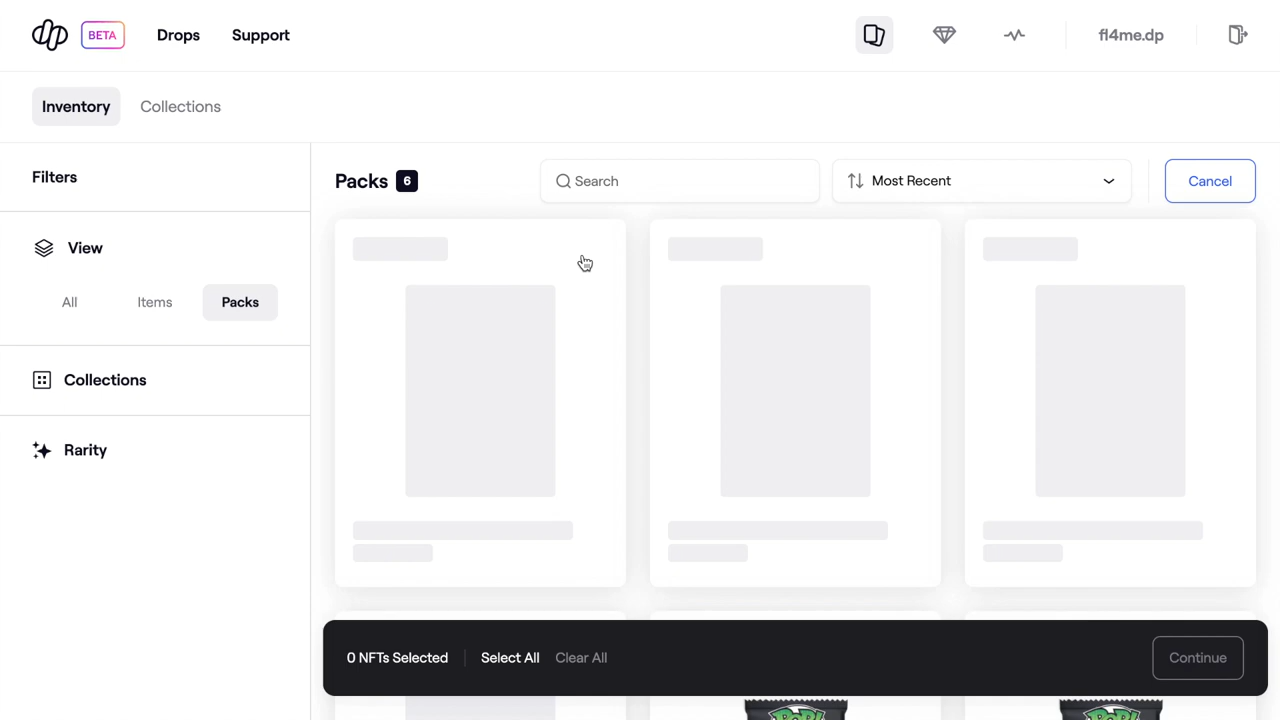 BETA
Drops
Support
fl4me.dp
Inventory
Collections
Filters
View
All
Items
Packs
Collections
Rarity
Packs 6
Search
Most Recent
Cancel
0 NFTs Selected
Select All
Clear All
Continue